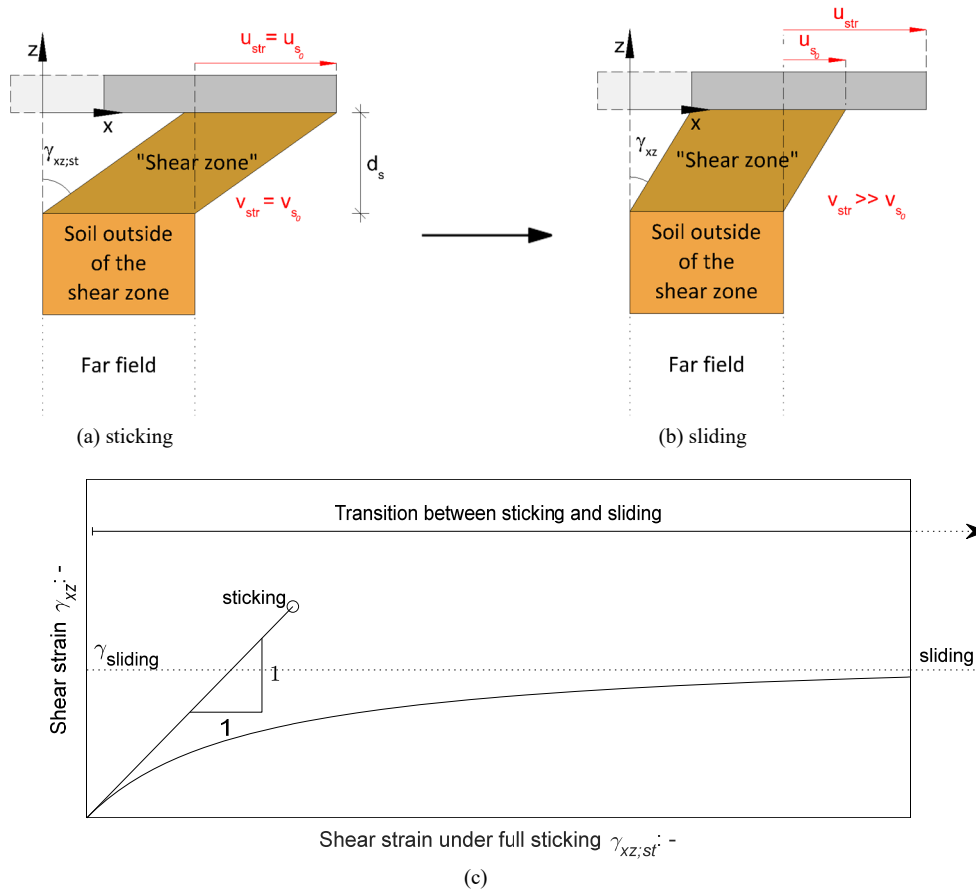 z
u_str = u_s0
x
γ_xz;st
"Shear zone"
d_s
v_str = v_s0
Soil outside
of the
shear zone
Far field
(a) sticking
u_str
z
u_s0
x
γ_xz
"Shear zone"
v_str >> v_s0
Soil outside
of the
shear zone
Far field
(b) sliding
Transition between sticking and sliding
Shear strain γ_xz: -
sticking
γ_sliding
1
1
sliding
Shear strain under full sticking γ_xz;st: -
(c)